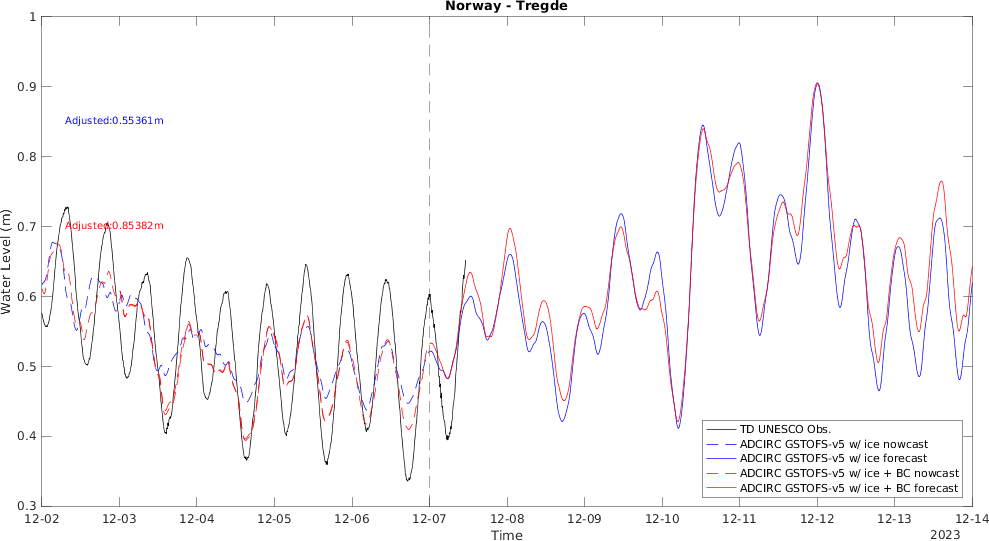 Norway - Tregde
1
0.9
0.8
0.7
0.6
0.5
0.4
0.3
Water Level (m)
Adjusted:0.55361m
Adjusted:0.85382m
TD UNESCO Obs.
ADCIRC GSTOFS-v5 w/ ice nowcast
ADCIRC GSTOFS-v5 w/ ice forecast
ADCIRC GSTOFS-v5 w/ ice + BC nowcast
ADCIRC GSTOFS-v5 w/ ice + BC forecast
12-02 12-03 12-04 12-05 12-06 12-07 12-08 12-09 12-10 12-11 12-12 12-13 12-14
Time
2023